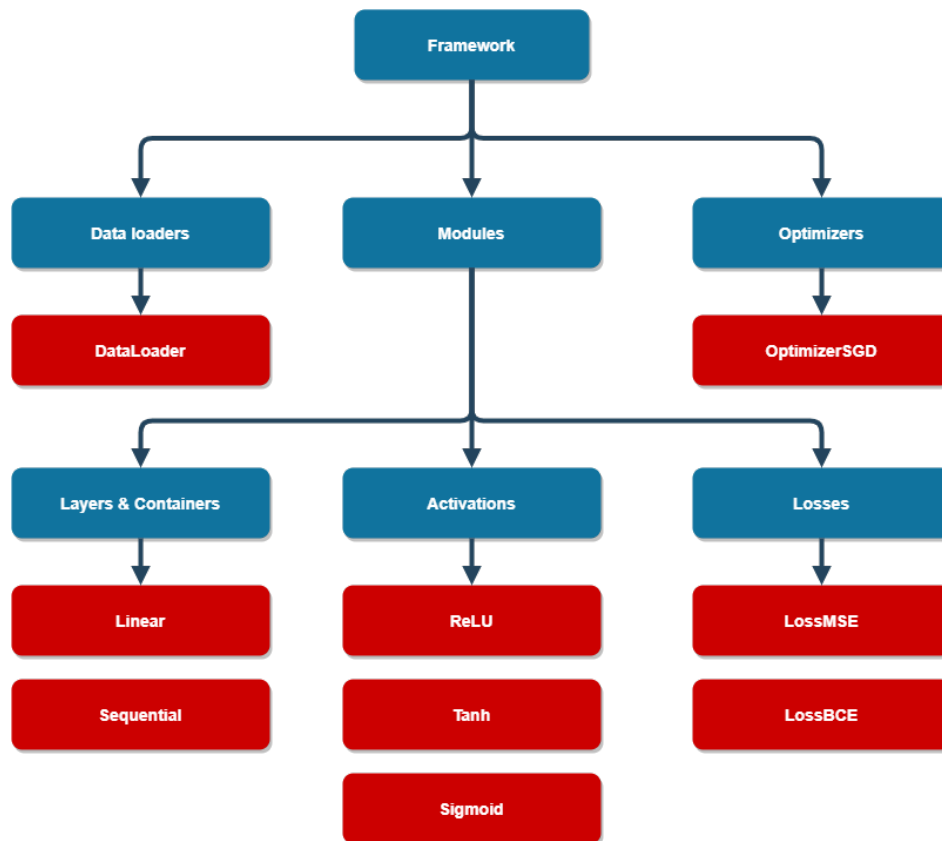 Framework
Data loaders
Modules
Optimizers
DataLoader
OptimizerSGD
Layers & Containers
Activations
Losses
Linear
ReLU
LossMSE
Sequential
Tanh
LossBCE
Sigmoid